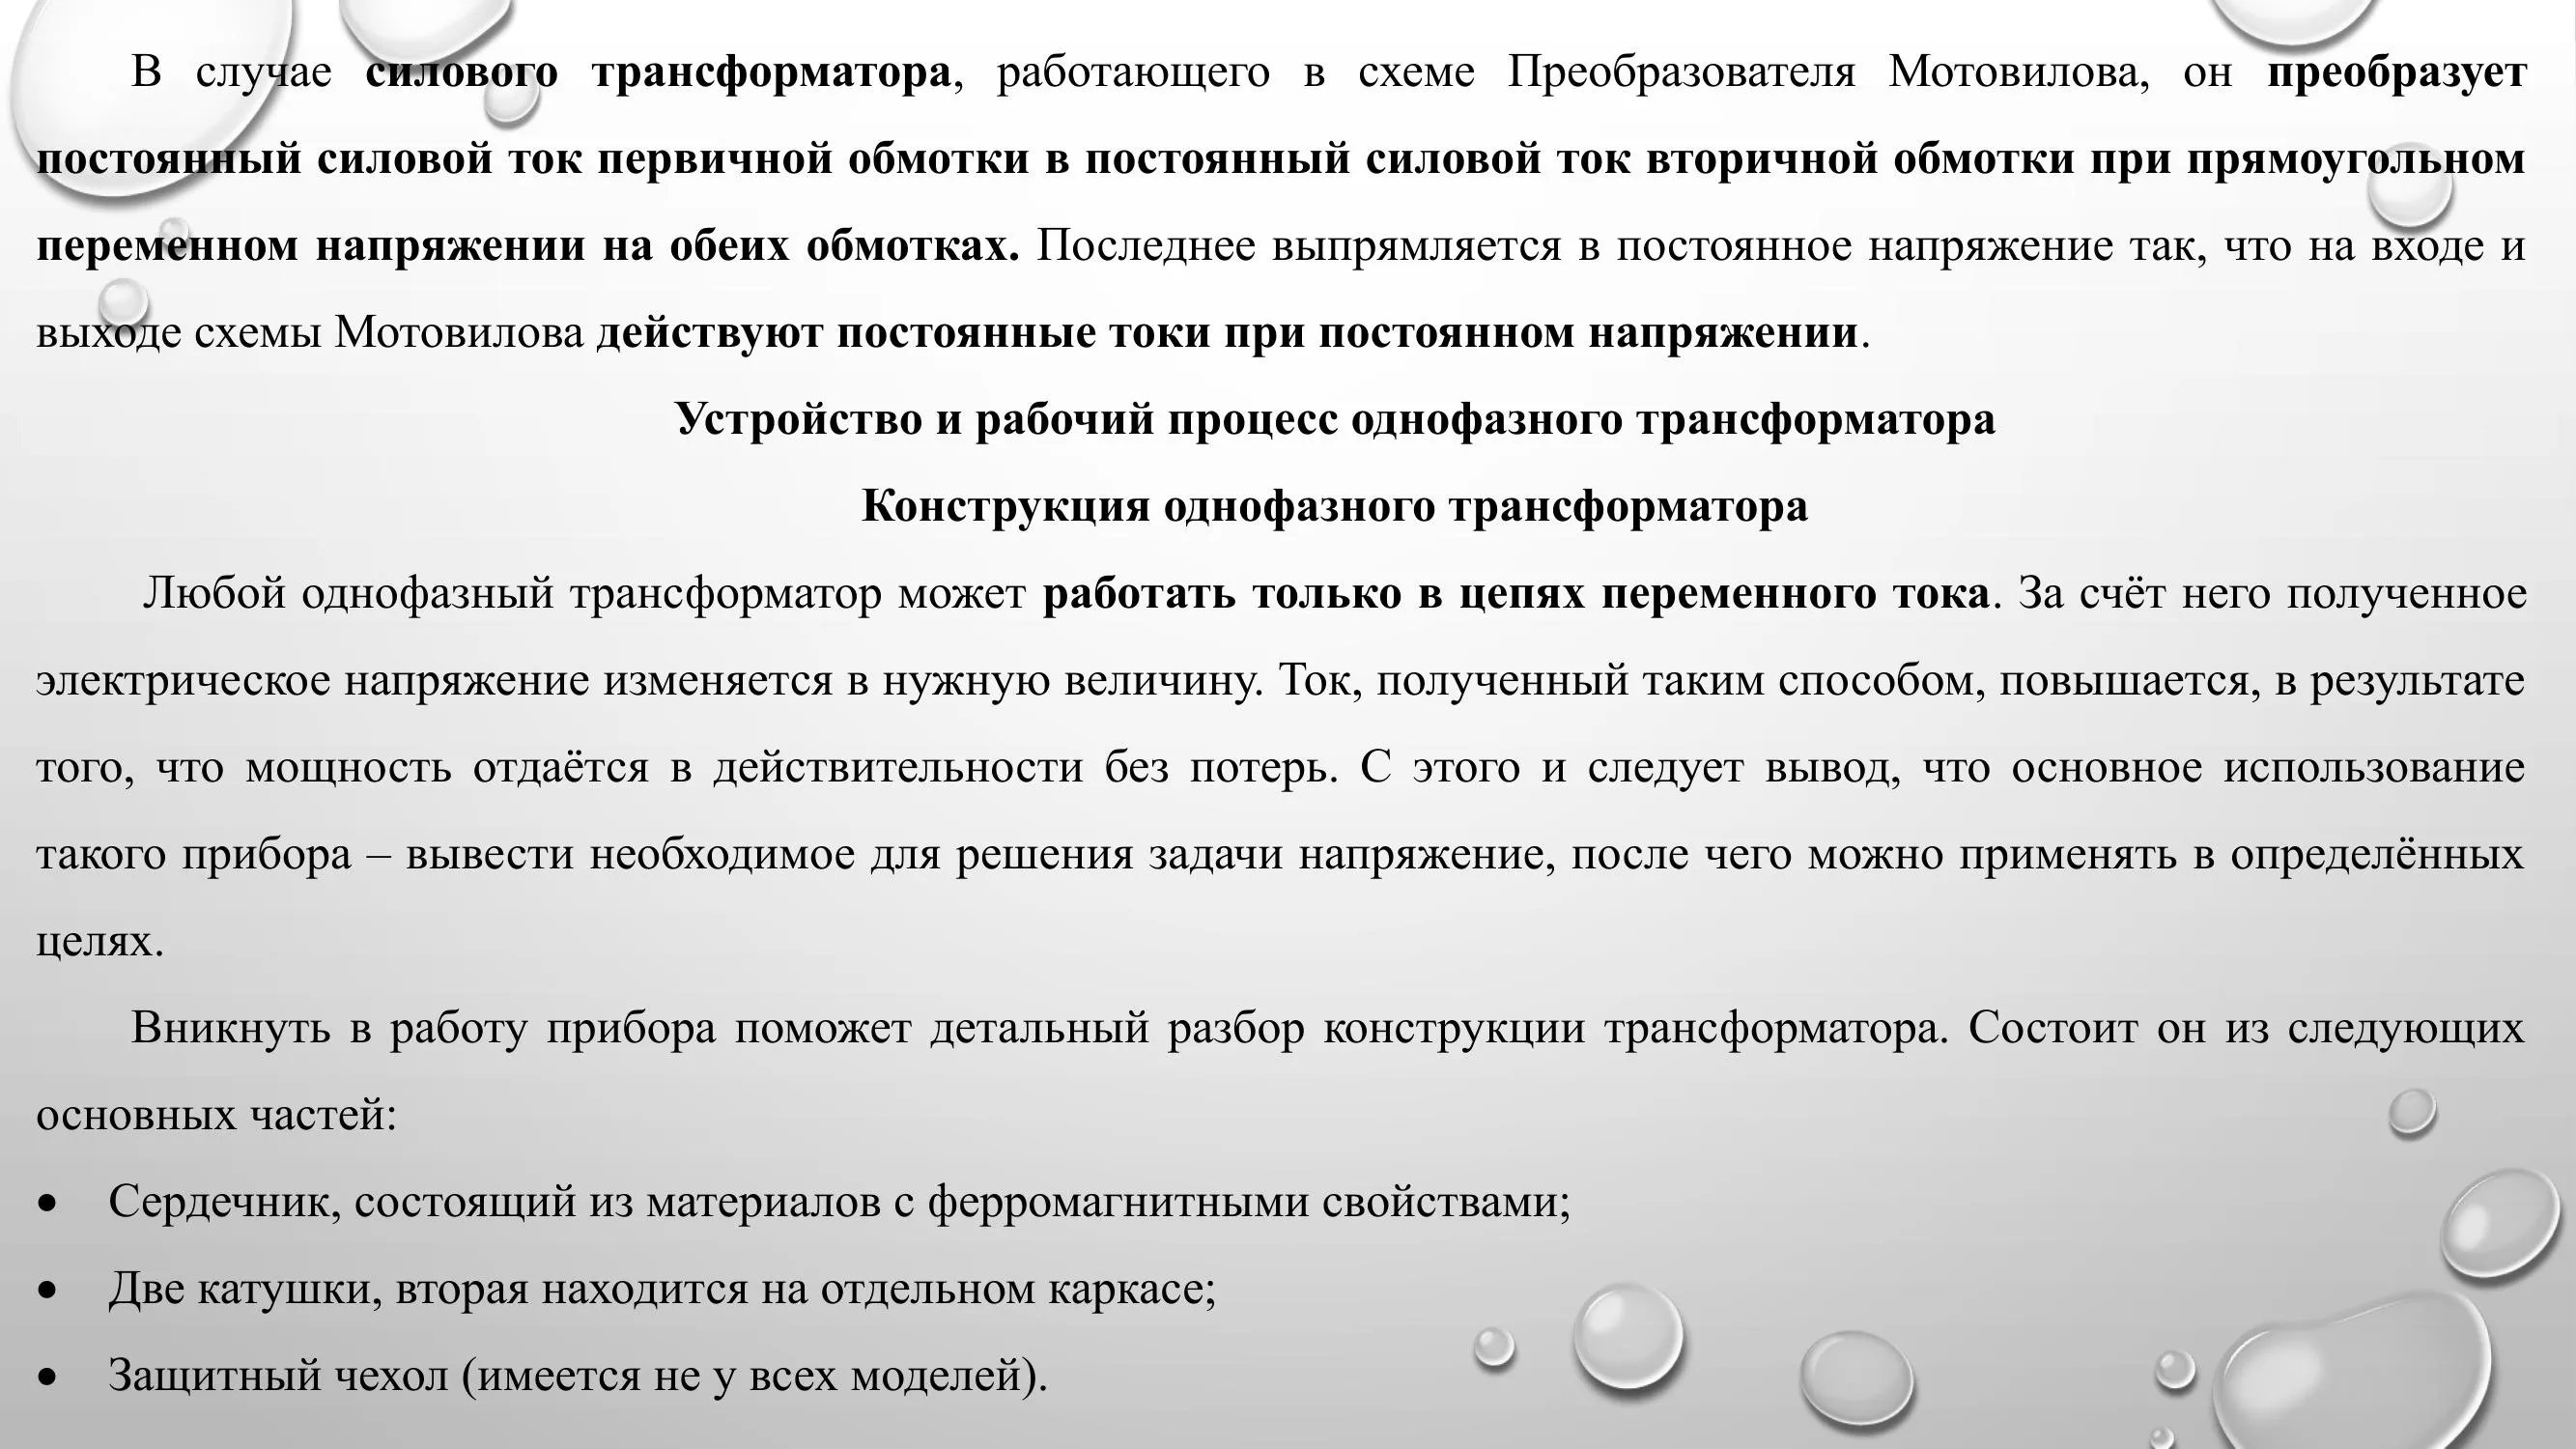 В случае силового трансформатора, работающего в схеме Преобразователя Мотовилова, он преобразует
постоянный силовой ток первичной обмотки в постоянный силовой ток вторичной обмотки при прямоугольном
переменном напряжении на обеих обмотках. Последнее выпрямляется в постоянное напряжение так, что на входе и
выходе схемы Мотовилова действуют постоянные токи при постоянном напряжении.
Устройство и рабочий процесс однофазного трансформатора
Конструкция однофазного трансформатора
Любой однофазный трансформатор может работать только в цепях переменного тока. За счёт него полученное
электрическое напряжение изменяется в нужную величину. Ток, полученный таким способом, повышается, в результате
того, что мощность отдаётся в действительности без потерь. С этого и следует вывод, что основное использование
такого прибора – вывести необходимое для решения задачи напряжение, после чего можно применять в определённых
целях.
Вникнуть в работу прибора поможет детальный разбор конструкции трансформатора. Состоит он из следующих
основных частей:
• Сердечник, состоящий из материалов с ферромагнитными свойствами;
• Две катушки, вторая находится на отдельном каркасе;
• Защитный чехол (имеется не у всех моделей).